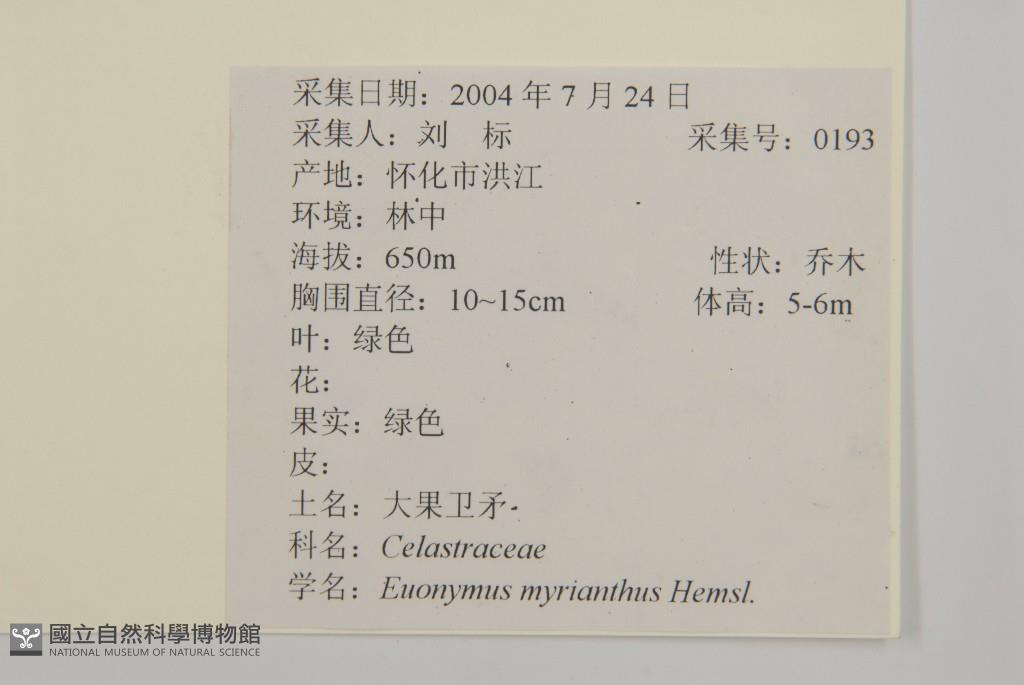 采集日期：2004 年 7 月 24 日
采集人：刘　标　采集号：0193
产地：怀化市洪江
环境：林中
海拔：650m　性状：乔木
胸围直径：10~15cm　体高：5-6m
叶：绿色
花：
果实：绿色
皮：
土名：大果卫矛
科名：Celastraceae
学名：Euonymus myrianthus Hemsl.
國立自然科學博物館
NATIONAL MUSEUM OF NATURAL SCIENCE